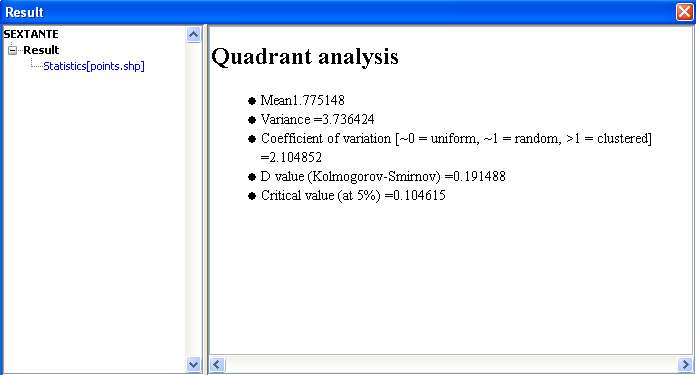 Result
SEXTANTE
Result
Statistics[points.shp]
Quadrant analysis
Mean1.775148
Variance =3.736424
Coefficient of variation [~0 = uniform, ~1 = random, >1 = clustered]
=2.104852
D value (Kolmogorov-Smirnov) =0.191488
Critical value (at 5%) =0.104615